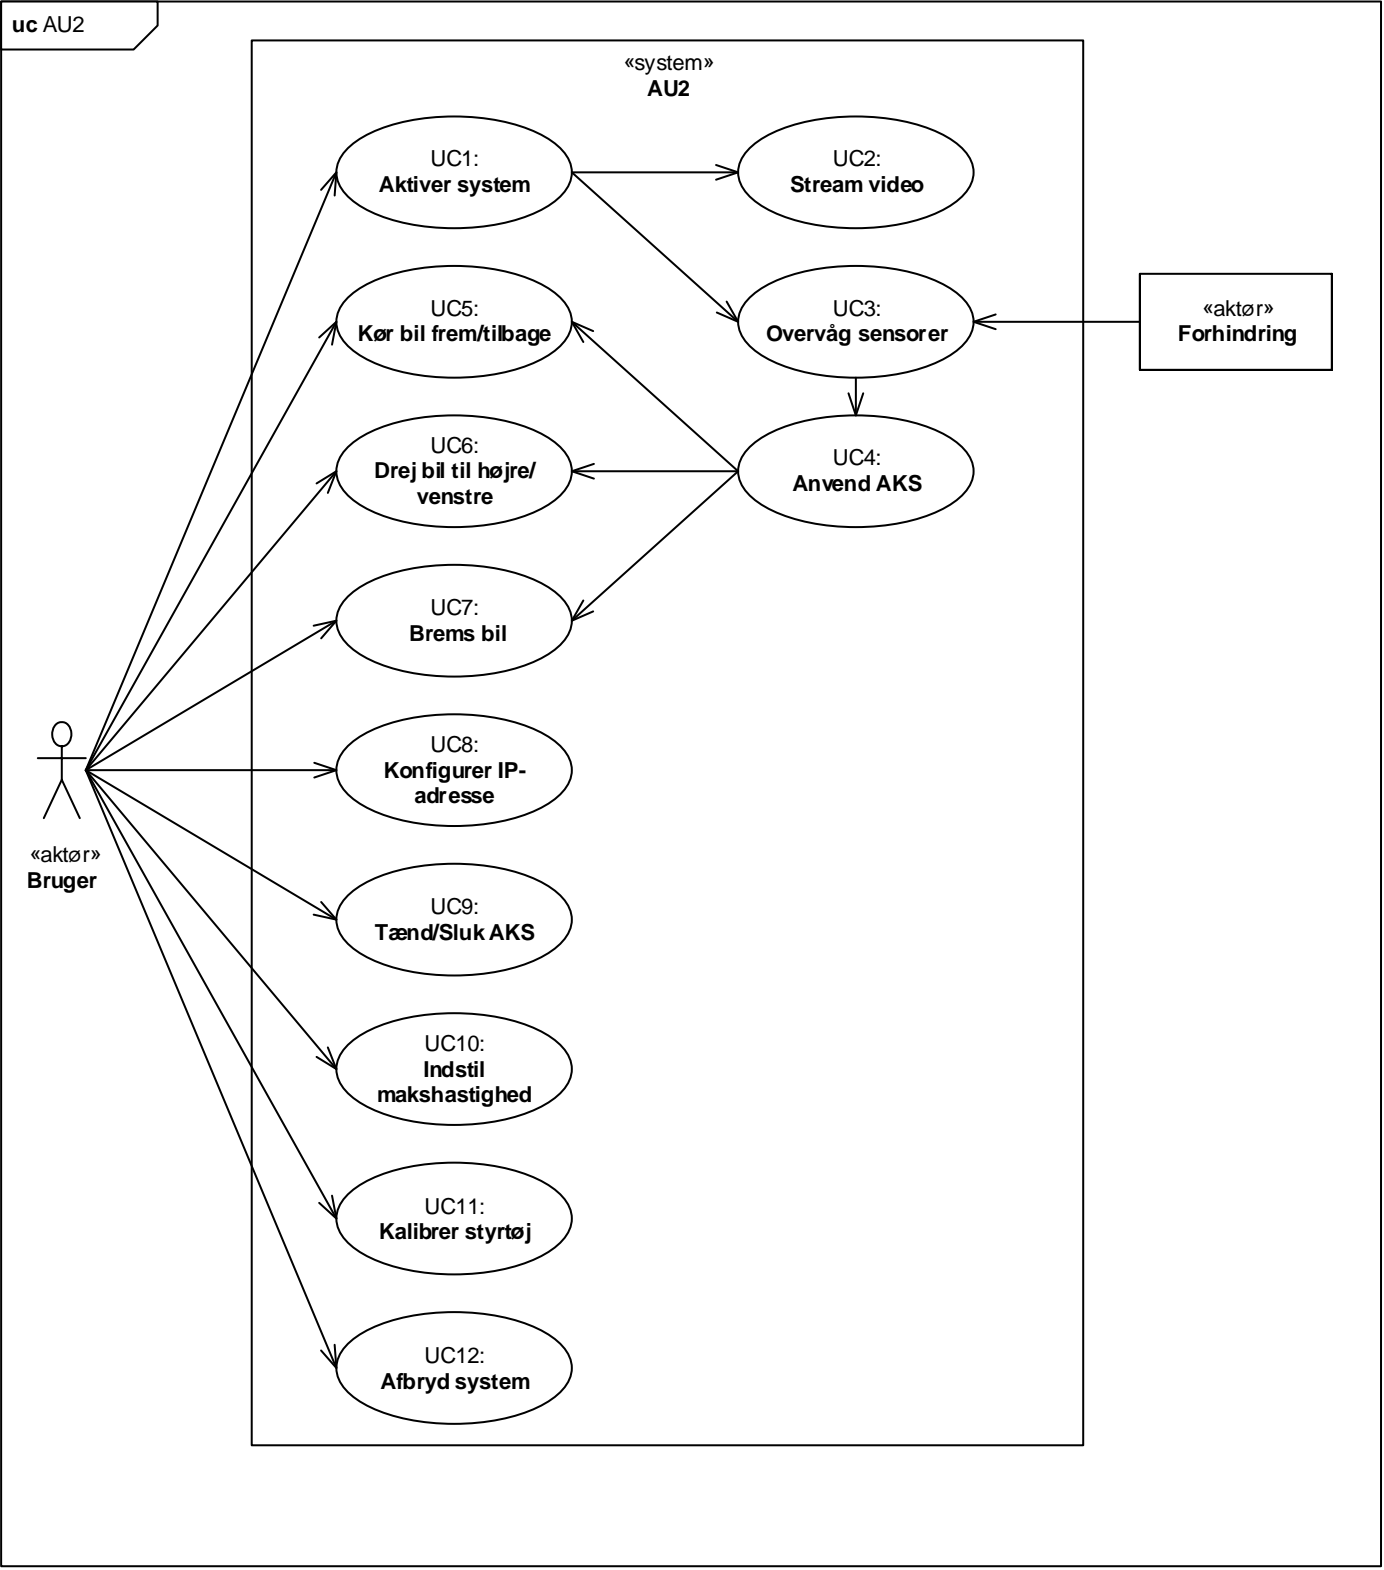 uc AU2
«system»
AU2
UC1:
Aktiver system
UC2:
Stream video
UC5:
Kør bil frem/tilbage
UC3:
Overvåg sensorer
«aktør»
Forhindring
UC6:
Drej bil til højre/
venstre
UC4:
Anvend AKS
UC7:
Brems bil
UC8:
Konfigurer IP-
adresse
«aktør»
Bruger
UC9:
Tænd/Sluk AKS
UC10:
Indstil
makshastighed
UC11:
Kalibrer styrtøj
UC12:
Afbryd system